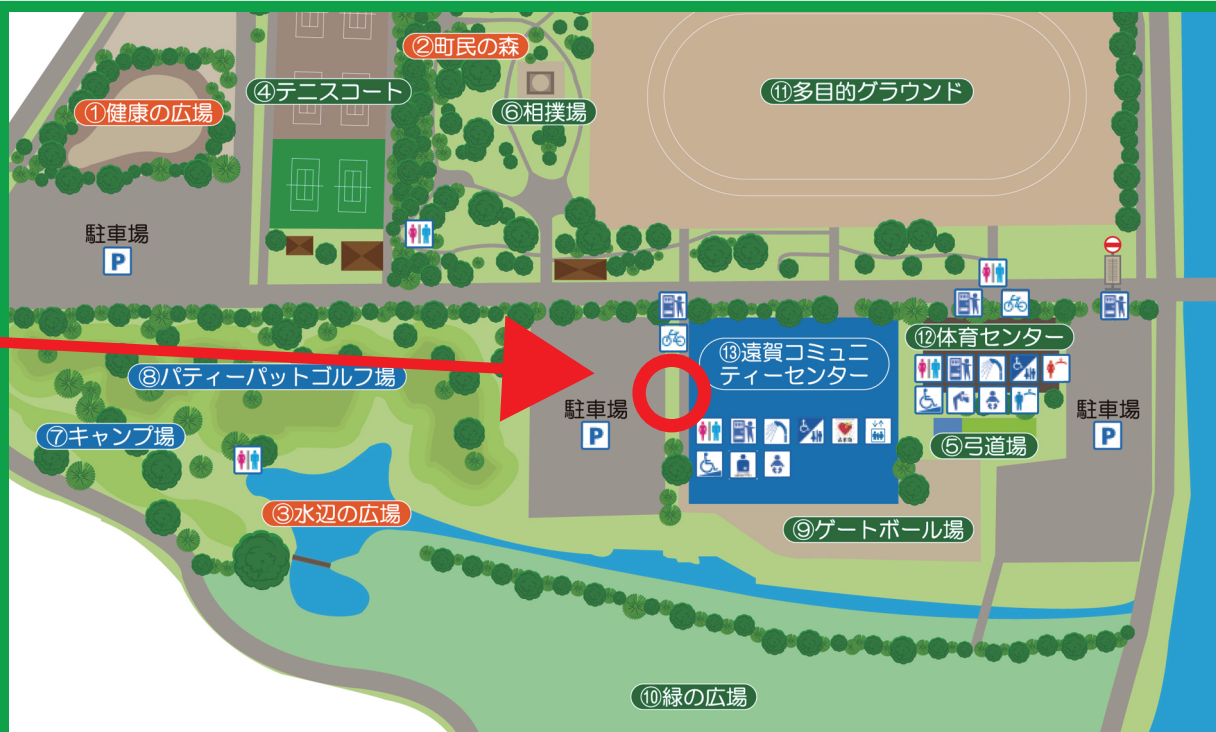 ②町民の森
④テニスコート
⑪多目的グラウンド
①健康の広場
⑥相撲場
駐車場
P
⑫体育センター
⑬遠賀コミュニ
ティーセンター
⑧パティーパットゴルフ場
駐車場
P
駐車場
P
⑦キャンプ場
⑤弓道場
③水辺の広場
⑨ゲートボール場
⑩緑の広場